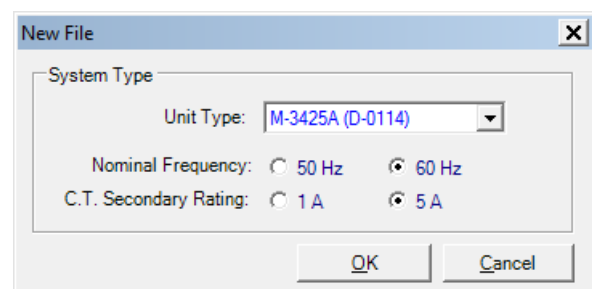 New File
System Type
Unit Type: M-3425A (D-0114)
Nominal Frequency: 50 Hz 60 Hz
C.T. Secondary Rating: 1 A 5 A
OK Cancel